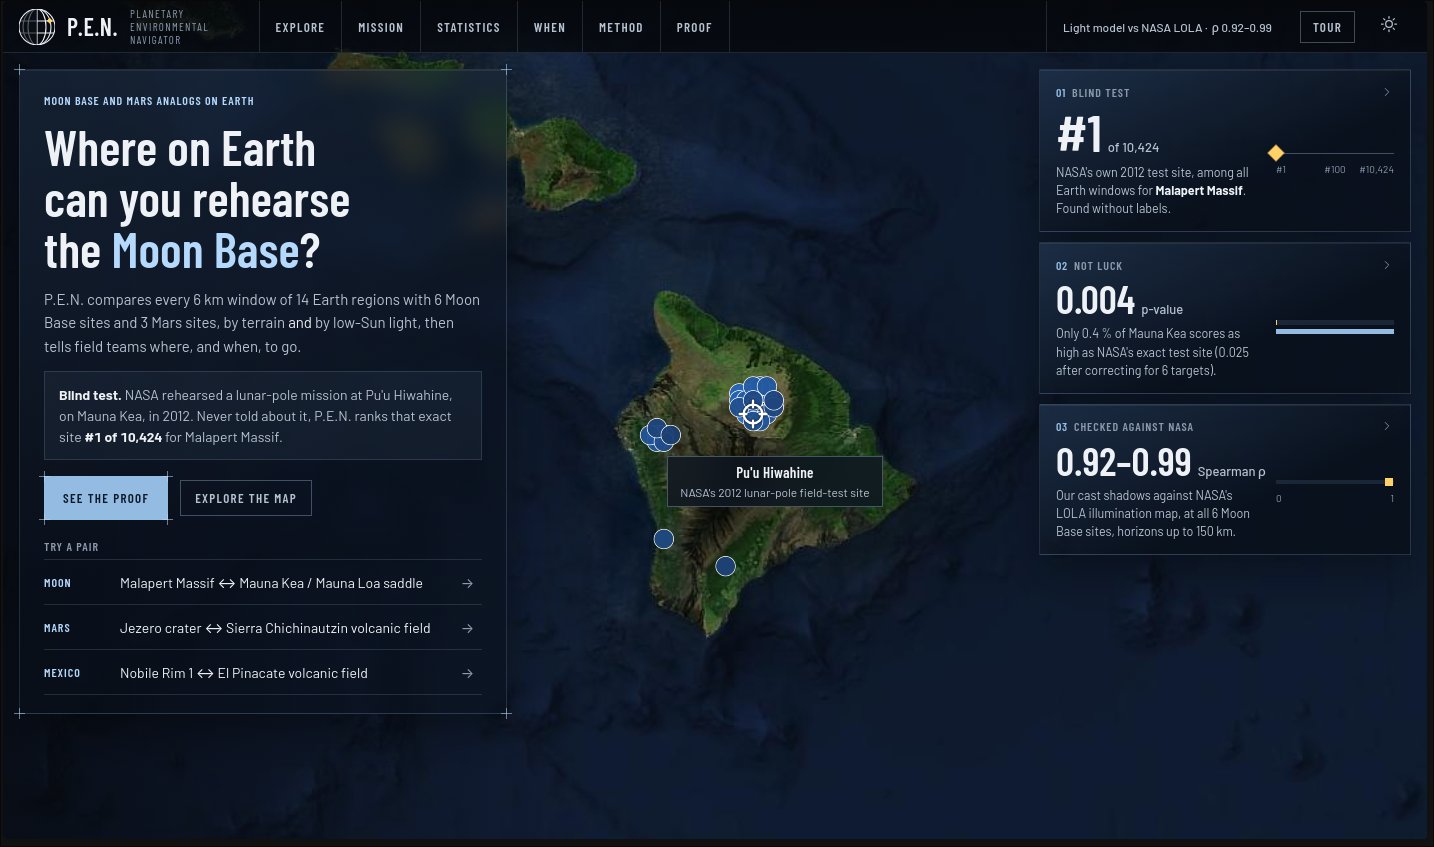 P.E.N.
PLANETARY
ENVIRONMENTAL
NAVIGATOR
EXPLORE
MISSION
STATISTICS
WHEN
METHOD
PROOF
Light model vs NASA LOLA · ρ 0.92–0.99
TOUR
MOON BASE AND MARS ANALOGS ON EARTH
Where on Earth
can you rehearse
the Moon Base?
P.E.N. compares every 6 km window of 14 Earth regions with 6 Moon
Base sites and 3 Mars sites, by terrain and by low-Sun light, then
tells field teams where, and when, to go.
Blind test. NASA rehearsed a lunar-pole mission at Pu'u Hiwahine,
on Mauna Kea, in 2012. Never told about it, P.E.N. ranks that exact
site #1 of 10,424 for Malapert Massif.
SEE THE PROOF
EXPLORE THE MAP
TRY A PAIR
MOON Malapert Massif ↔ Mauna Kea / Mauna Loa saddle →
MARS Jezero crater ↔ Sierra Chichinautzin volcanic field →
MEXICO Nobile Rim 1 ↔ El Pinacate volcanic field →
Pu'u Hiwahine
NASA's 2012 lunar-pole field-test site
01 BLIND TEST
#1 of 10,424
#1 #100 #10,424
NASA's own 2012 test site, among all
Earth windows for Malapert Massif.
Found without labels.
02 NOT LUCK
0.004 p-value
Only 0.4 % of Mauna Kea scores as
high as NASA's exact test site (0.025
after correcting for 6 targets).
03 CHECKED AGAINST NASA
0.92–0.99 Spearman ρ
0 1
Our cast shadows against NASA's
LOLA illumination map, at all 6 Moon
Base sites, horizons up to 150 km.